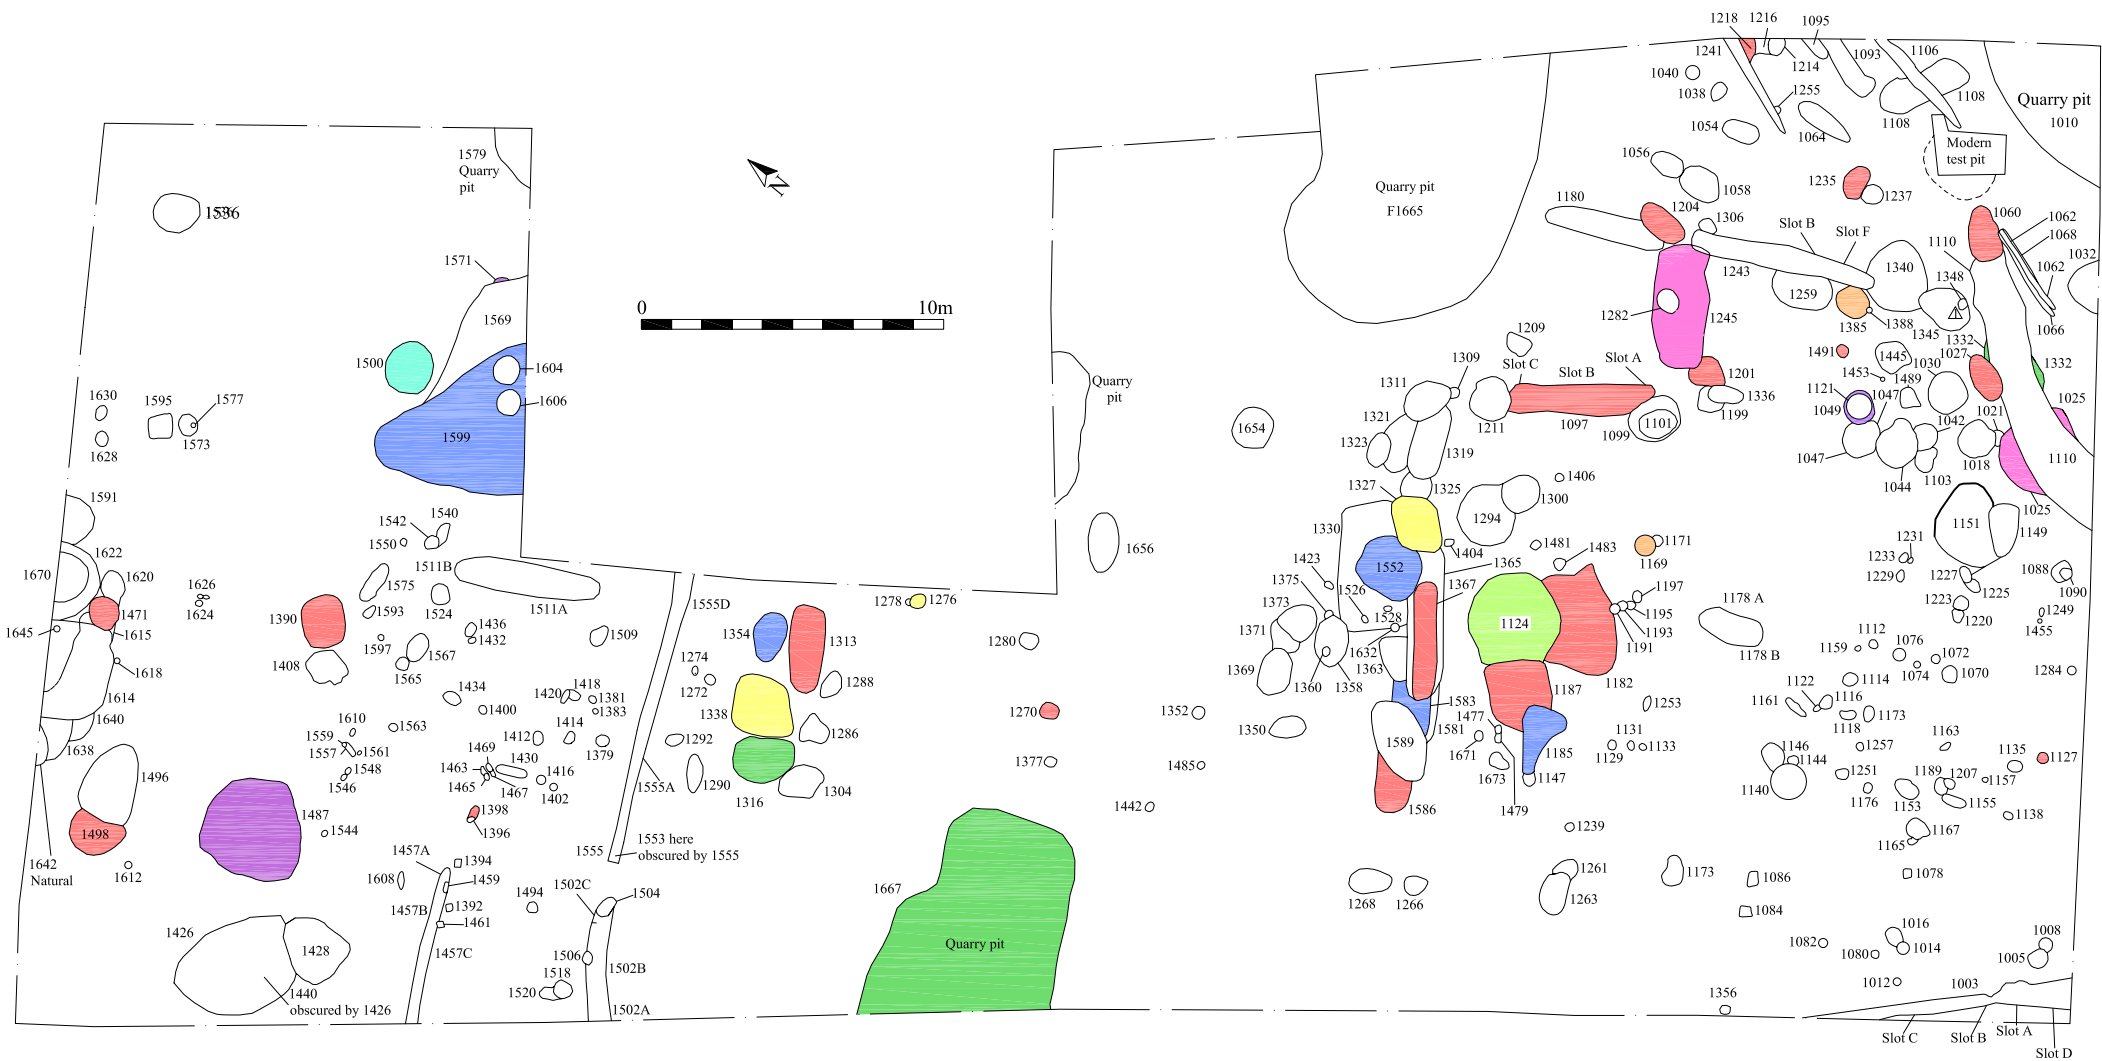 1218 1216 1095
1241 1093 1106
1214
1040
1038 1255 1108 Quarry pit
1010
1108
1054 1064
1579
Quarry
pit
Modern
test pit
1056
N
Quarry pit
F1665
1058 1235 1237
1180 1204 1306 1060 1062
1536
Slot B Slot F 1068
1110
1571 1243 1340 1348 1062 1032
1259
0 10m
1569 1282 1245 1385 1388 1345 1066
1209 1332
1309 Slot C Slot A 1491 1445 1027
1500 1604 Slot B 1201 1453 1489 1030 1332
Quarry
pit
1311 1336 1121 1047
1630 1595 1577 1606 1321 1199 1049 1021 1025
1599 1654 1323 1211 1097 1099 1101 1042
1628 1573 1319 1047 1018 1110
1406 1103
1327 1325 1300 1044
1591 1294 1025
1542 1540 1330 1151 1149
1550 1656 1404 1481 1483 1171 1231
1622 1511B 1423 1552 1365 1169 1233
1670 1620 1575 1375 1367 1229 1227 1088
1626 1524 1511A 1526 1197 1225 1090
1624 1555D 1278 1276 1373 1528 1178 A 1223
1471 1390 1593 1195 1249
1645 1615 1436 1509 1354 1313 1280 1371 1124 1193 1220 1455
1432 1632 1191 1112
1597 1567 1274 1159 1076
1408 1363 1178 B 1072
1618 1565 1272 1288 1369 1360 1358 1182 1074 1070 1284
1614 1434 1420 1418 1381 1187 1122 1114
1383 1583 1253 1161 1116
1640 1610 1563 1400 1338 1270 1352 1477 1173
1414 1286 1350 1581 1131 1118
1638 1559 1412 1292 1589 1671 1185 1133 1163
1557 1561 1469 1379 1129 1146 1257 1135
1463 1430 1377 1485 1144 1127
1496 1548 1416 1673 1251 1189 1207
1465 1467 1147 1157
1546 1402 1555A 1290 1316 1304 1140 1176 1153 1155
1586 1479
1487 1398 1442 1138
1498 1544 1396 1239 1167
1553 here
obscured by 1555
1165
1457A 1555
1642
Natural
1394
1612 1608 1459 1502C 1504 1667 1261 1173 1086 1078
1494
1457B 1392 1268 1266 1263 1084
1461
1426 1428 Quarry pit 1016 1008
1457C 1082 1014
1506 1080 1005
1518 1502B
1440
obscured by 1426
1520 1012 1003
1502A 1356
Slot C Slot B Slot A
Slot D